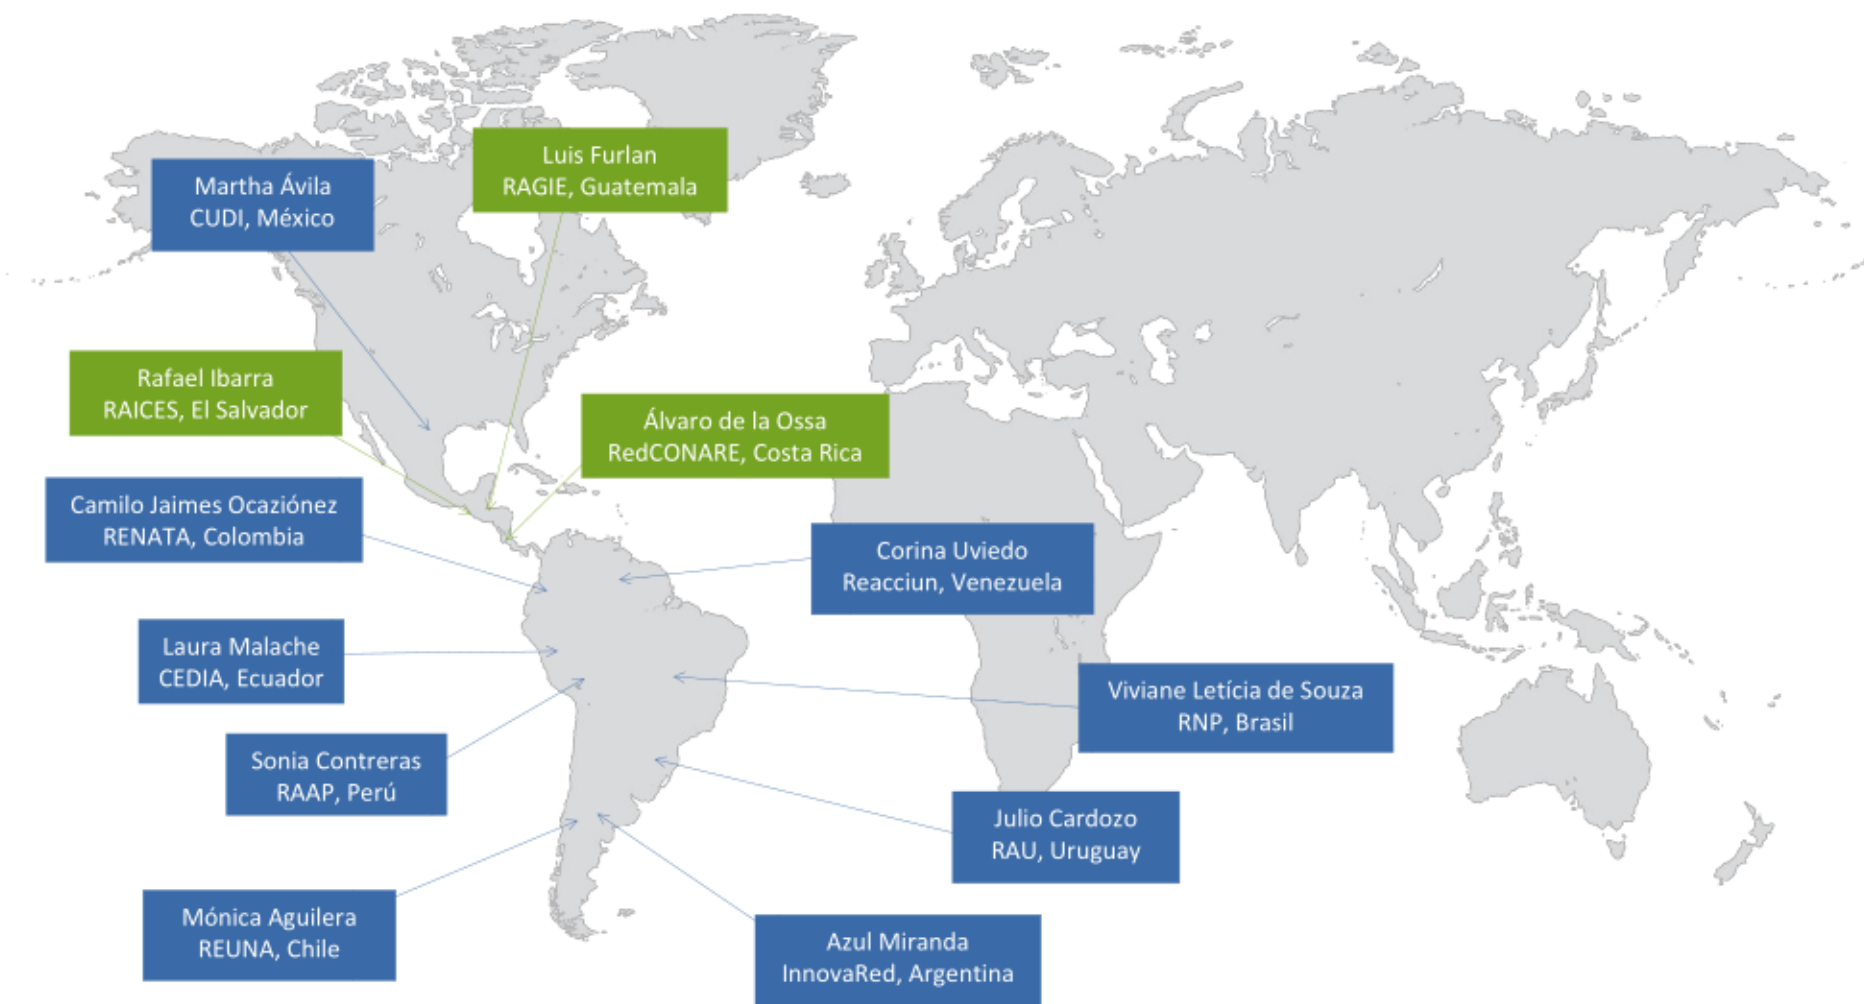 Luis Furlan
RAGIE, Guatemala
Martha Ávila
CUDI, México
Rafael Ibarra
RAICES, El Salvador
Álvaro de la Ossa
RedCONARE, Costa Rica
Camilo Jaimes Ocaziónez
RENATA, Colombia
Corina Uviedo
Reacciun, Venezuela
Laura Malache
CEDIA, Ecuador
Viviane Letícia de Souza
RNP, Brasil
Sonia Contreras
RAAP, Perú
Julio Cardozo
RAU, Uruguay
Mónica Aguilera
REUNA, Chile
Azul Miranda
InnovaRed, Argentina